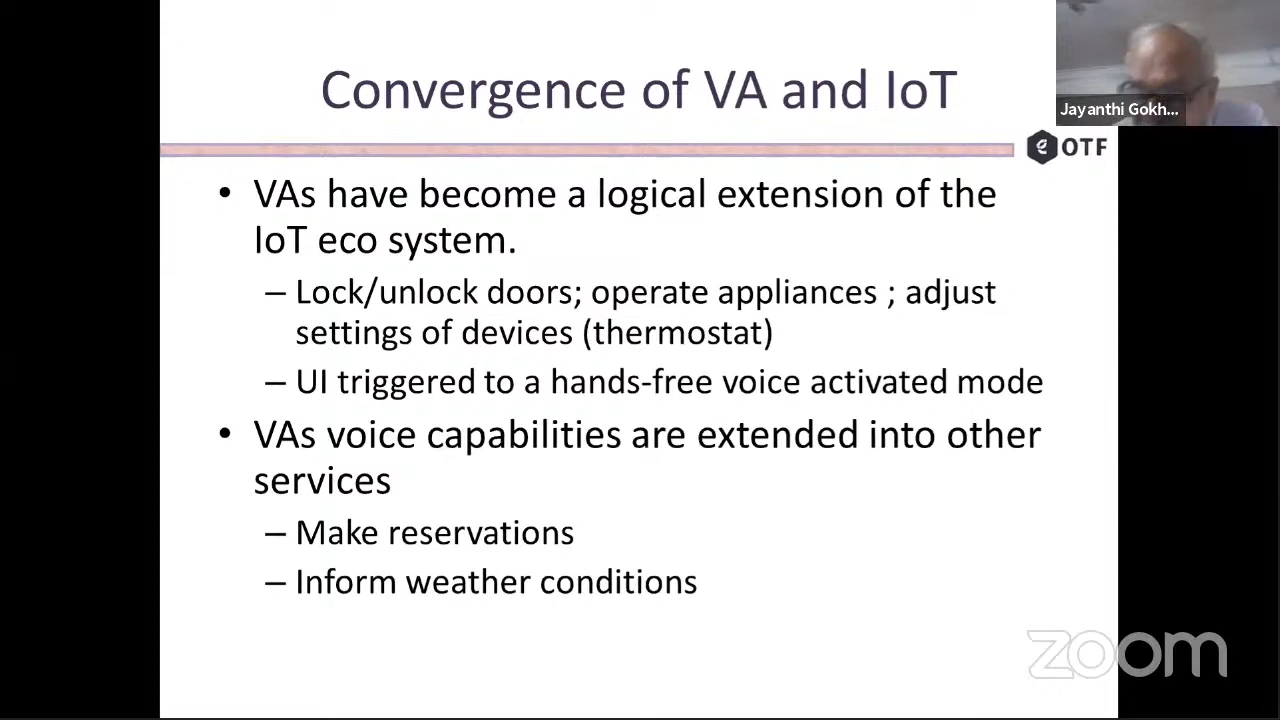 Convergence of VA and IoT
Jayanthi Gokh...
OTF
• VAs have become a logical extension of the
IoT eco system.
– Lock/unlock doors; operate appliances ; adjust
settings of devices (thermostat)
– UI triggered to a hands-free voice activated mode
• VAs voice capabilities are extended into other
services
– Make reservations
– Inform weather conditions
zoom